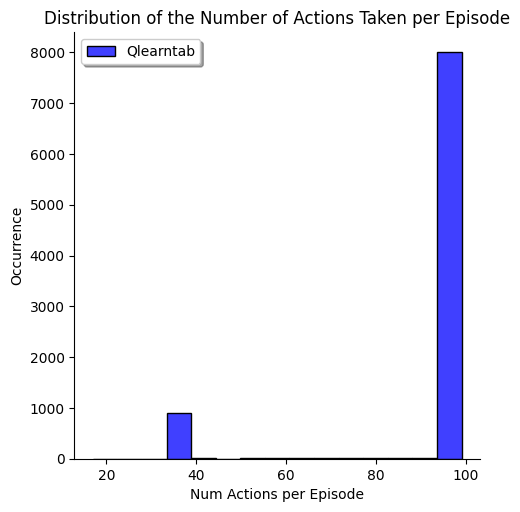 Distribution of the Number of Actions Taken per Episode
Qlearntab
8000
7000
6000
5000
4000
3000
2000
1000
0
Occurrence
20 40 60 80 100
Num Actions per Episode